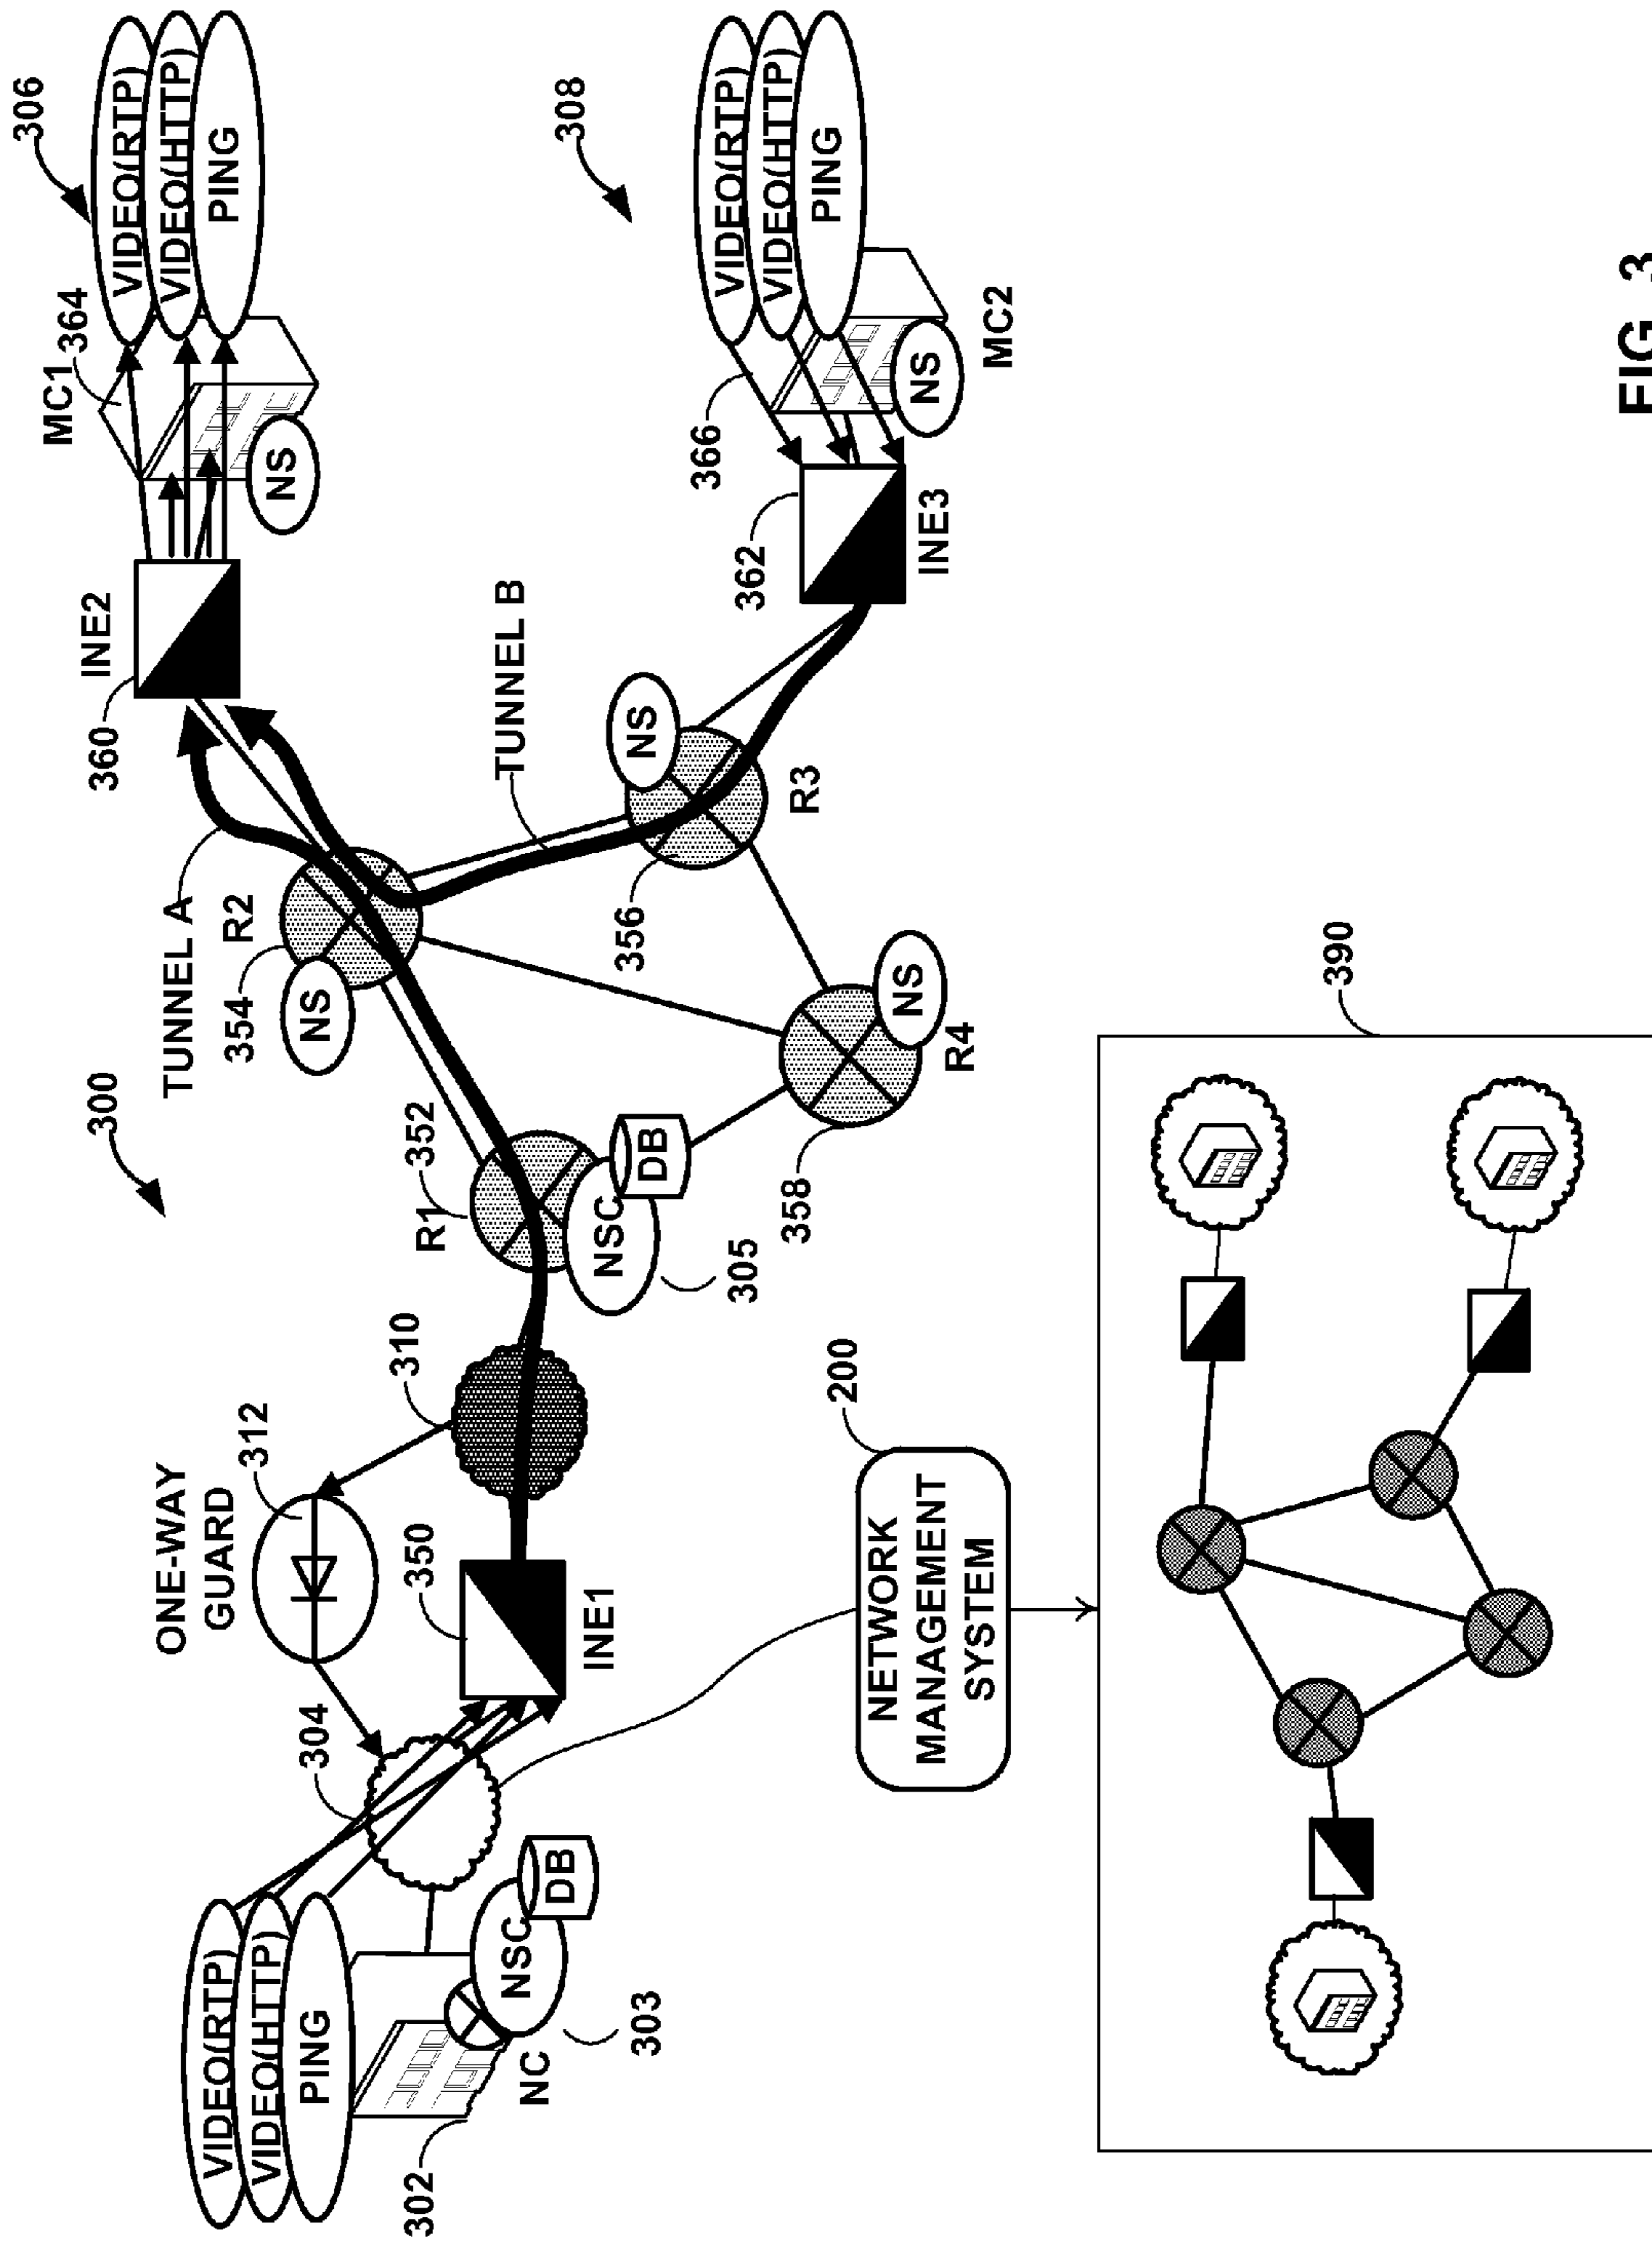 300
306
VIDEO(RTP)
VIDEO(HTTP)
PING
MC1
364
NS
INE2
360
TUNNEL A
R2
354
NS
ONE-WAY
GUARD
312
310
304
VIDEO(RTP)
VIDEO(HTTP)
PING
302
NC
NSC
DB
303
350
INE1
R1
352
NSC
DB
305
TUNNEL B
308
VIDEO(RTP)
VIDEO(HTTP)
PING
366
NS
MC2
362
INE3
NS
R3
356
358
NS
R4
200
NETWORK
MANAGEMENT
SYSTEM
390
FIG. 3